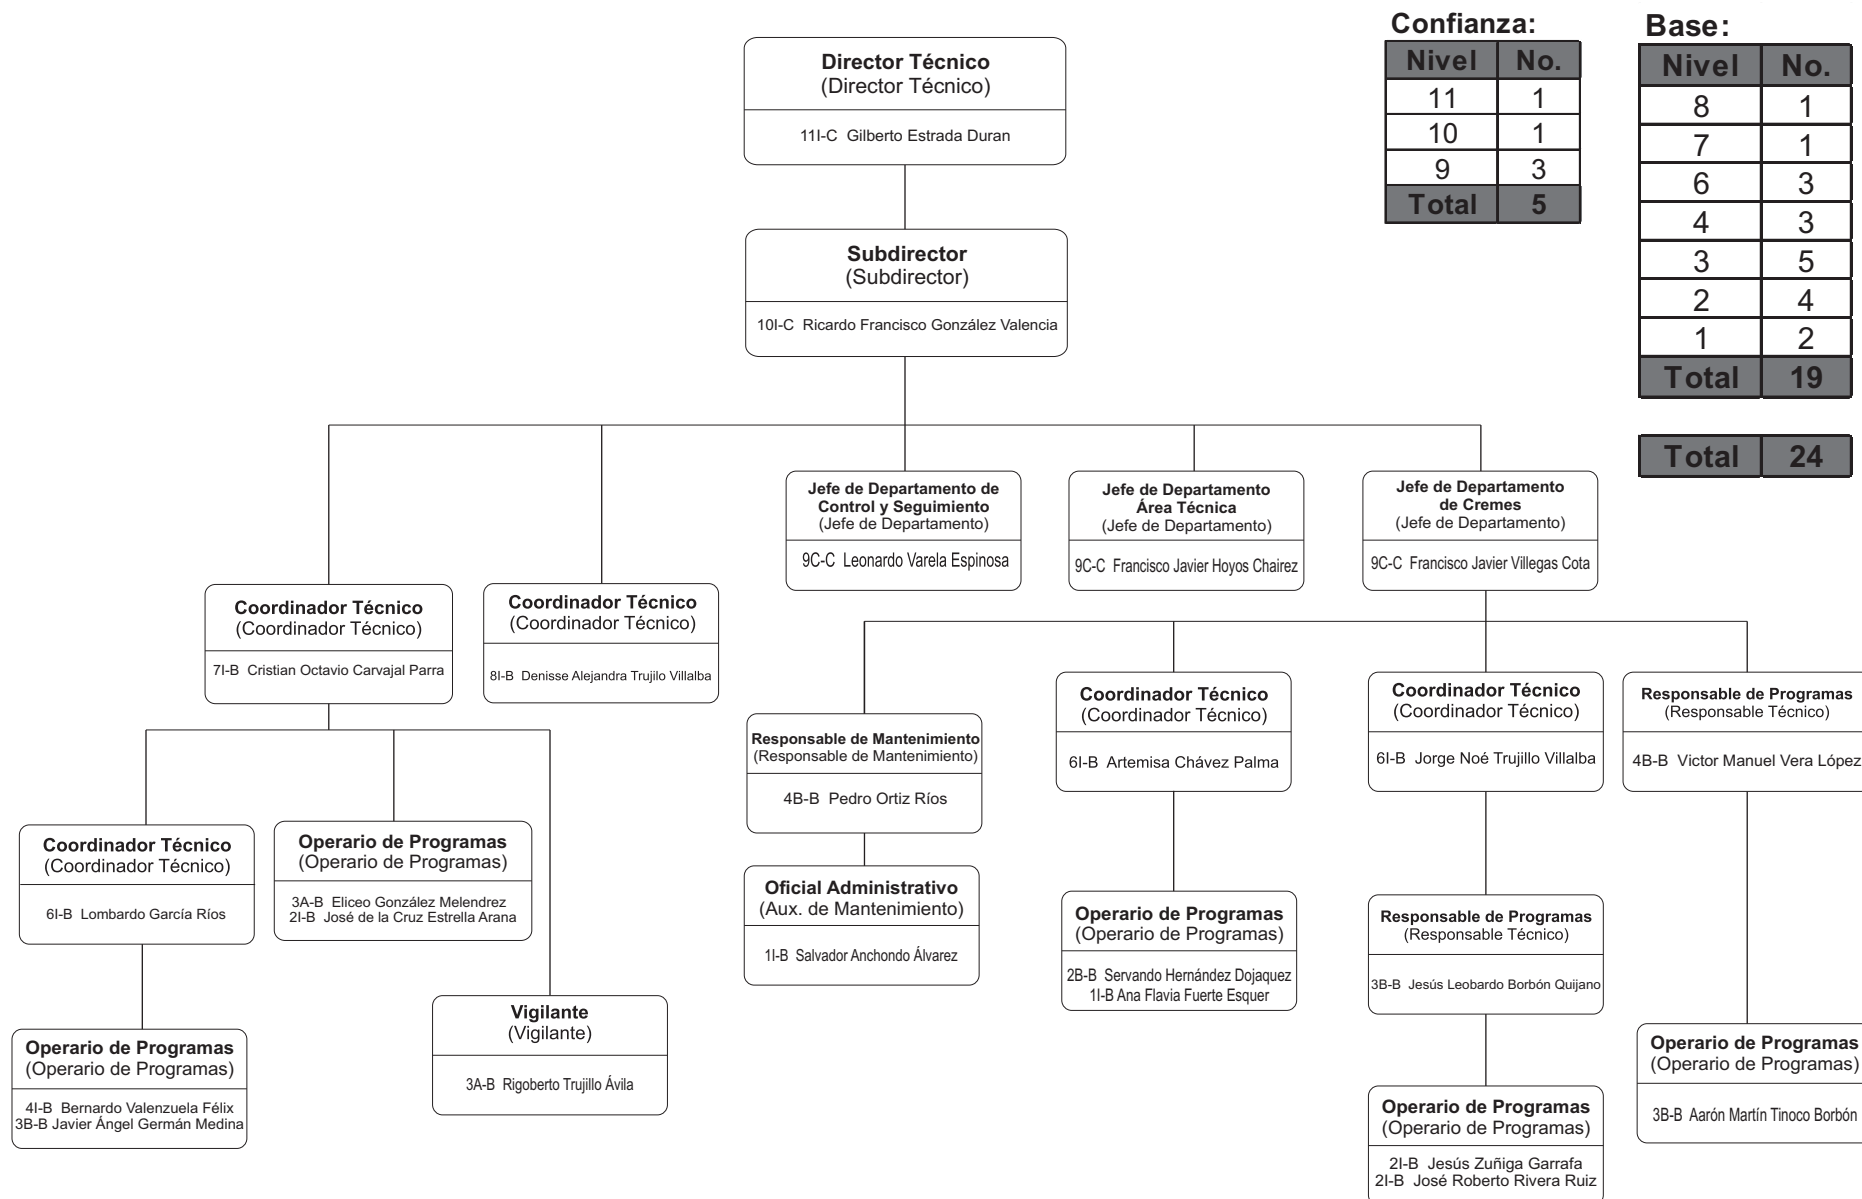 Confianza:
Nivel No.
11 1
10 1
9 3
Total 5
Base:
Nivel No.
8 1
7 1
6 3
4 3
3 5
2 4
1 2
Total 19
Total 24
Director Técnico
(Director Técnico)
11I-C Gilberto Estrada Duran
Subdirector
(Subdirector)
10I-C Ricardo Francisco González Valencia
Jefe de Departamento de
Control y Seguimiento
(Jefe de Departamento)
9C-C Leonardo Varela Espinosa
Jefe de Departamento
Área Técnica
(Jefe de Departamento)
9C-C Francisco Javier Hoyos Chairez
Jefe de Departamento
de Cremes
(Jefe de Departamento)
9C-C Francisco Javier Villegas Cota
Coordinador Técnico
(Coordinador Técnico)
7I-B Cristian Octavio Carvajal Parra
Coordinador Técnico
(Coordinador Técnico)
8I-B Denisse Alejandra Trujilo Villalba
Responsable de Mantenimiento
(Responsable de Mantenimiento)
4B-B Pedro Ortiz Ríos
Coordinador Técnico
(Coordinador Técnico)
6I-B Artemisa Chávez Palma
Coordinador Técnico
(Coordinador Técnico)
6I-B Jorge Noé Trujillo Villalba
Responsable de Programas
(Responsable Técnico)
4B-B Victor Manuel Vera López
Coordinador Técnico
(Coordinador Técnico)
6I-B Lombardo García Ríos
Operario de Programas
(Operario de Programas)
3A-B Eliceo González Melendrez
2I-B José de la Cruz Estrella Arana
Oficial Administrativo
(Aux. de Mantenimiento)
1I-B Salvador Anchondo Álvarez
Operario de Programas
(Operario de Programas)
2B-B Servando Hernández Dojaquez
1I-B Ana Flavia Fuerte Esquer
Responsable de Programas
(Responsable Técnico)
3B-B Jesús Leobardo Borbón Quijano
Vigilante
(Vigilante)
3A-B Rigoberto Trujillo Ávila
Operario de Programas
(Operario de Programas)
4I-B Bernardo Valenzuela Félix
3B-B Javier Ángel Germán Medina
Operario de Programas
(Operario de Programas)
3B-B Aarón Martín Tinoco Borbón
Operario de Programas
(Operario de Programas)
2I-B Jesús Zuñiga Garrafa
2I-B José Roberto Rivera Ruiz